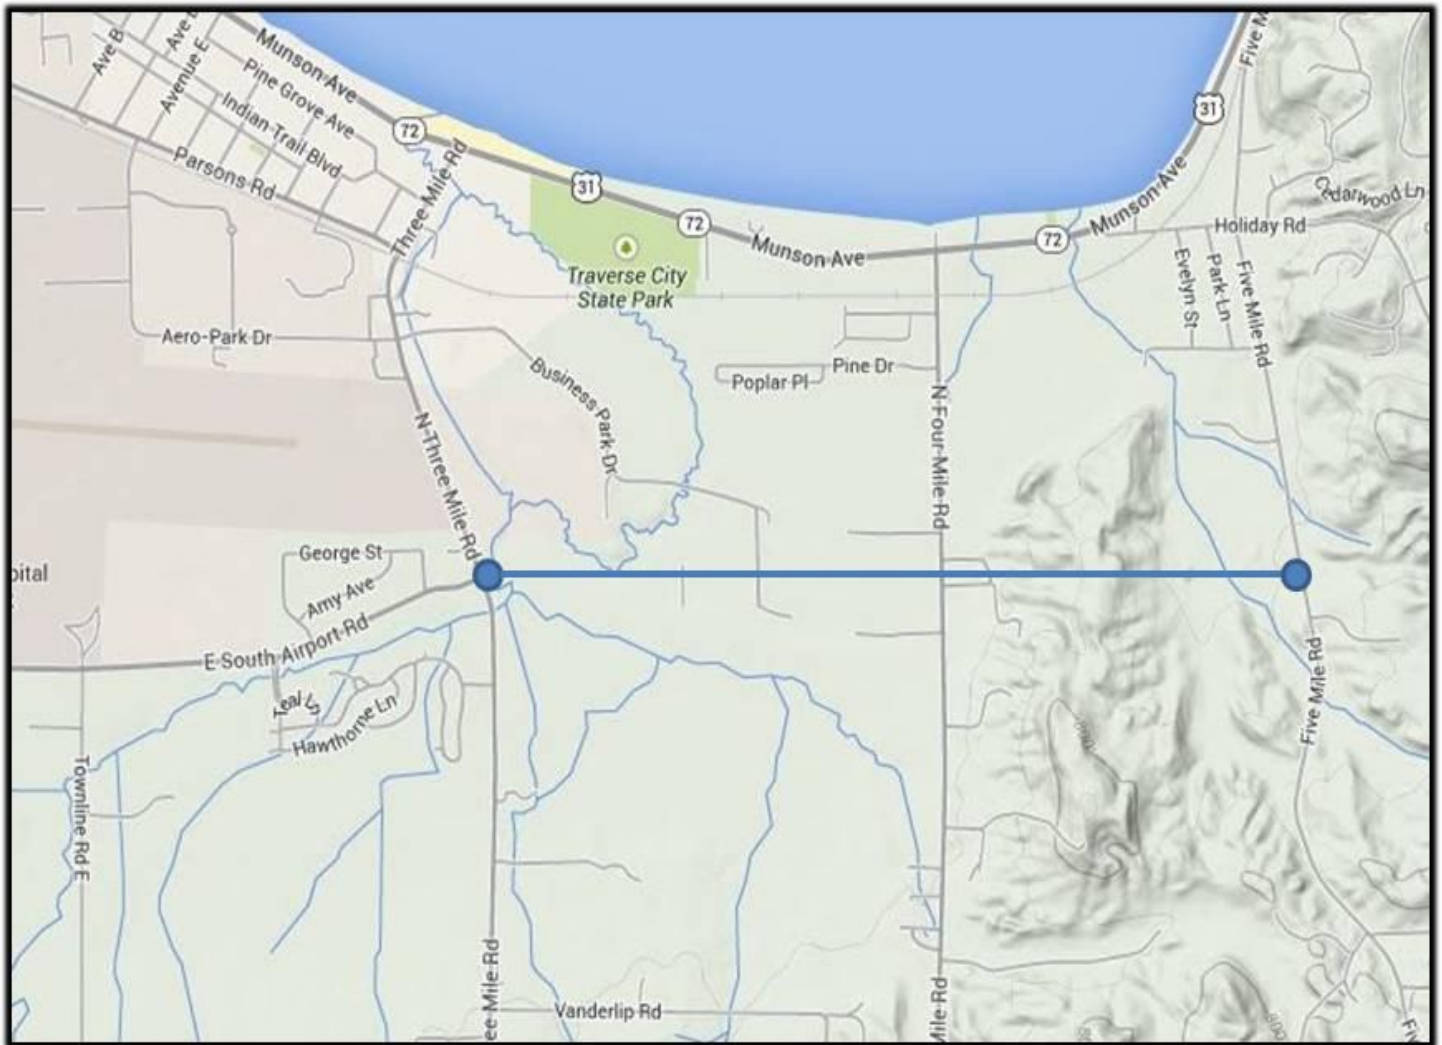 Ave B
Avenue E
Munson Ave
Pine Grove Ave
Indian Trail Blvd
Parsons Rd
72
Three Mile Rd
31
72
Munson Ave
72
Munson Ave
31
Cedarwood Ln
Holiday Rd
Evelyn St
Park Ln
Five Mile Rd
Traverse City
State Park
Aero-Park Dr
Business Park Dr
Poplar Pl
Pine Dr
N Three Mile Rd
N Four Mile Rd
George St
Amy Ave
E South Airport Rd
Teal Ln
Hawthorne Ln
Townline Rd E
Five Mile Rd
Vanderlip Rd
ee Mile Rd
Mile Rd
Five M
pital
800